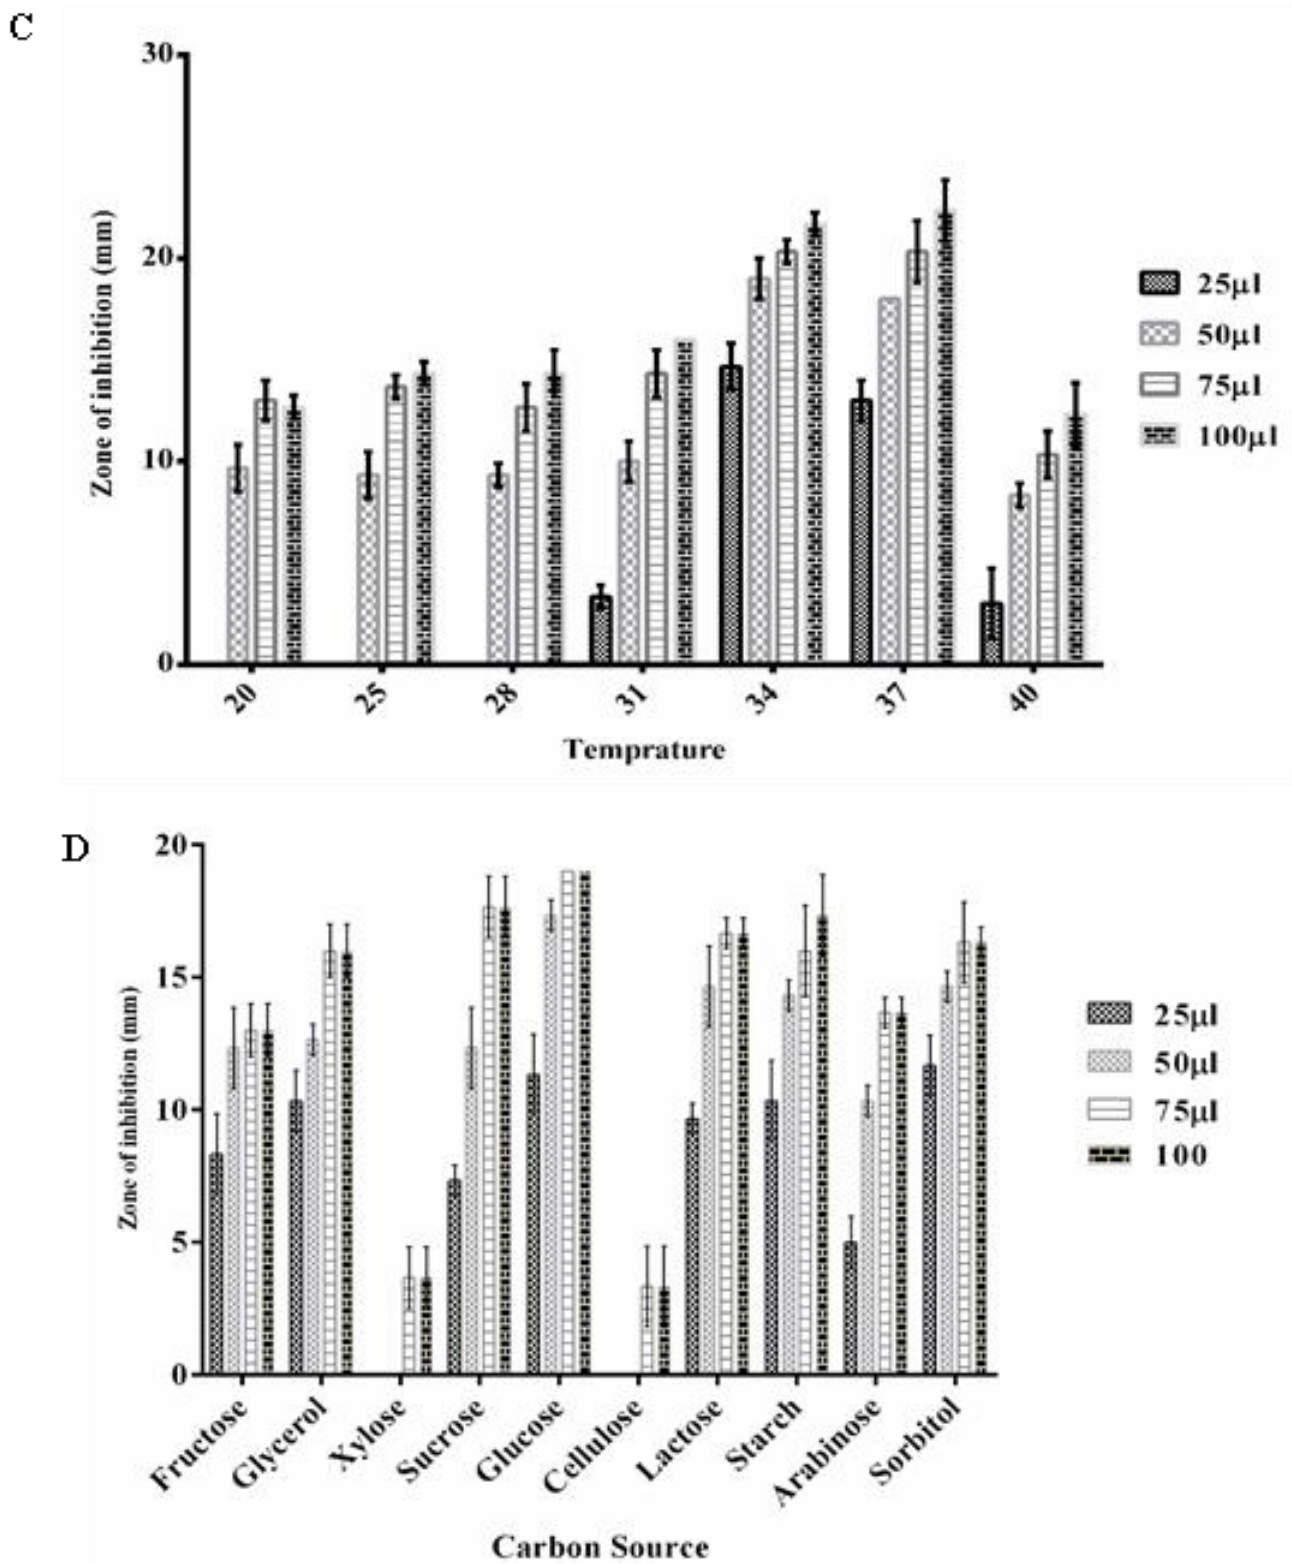 C
Zone of inhibition (mm)
30
20
10
0
20 25 28 31 34 37 40
Temprature
25µl
50µl
75µl
100µl
D
Zone of inhibition (mm)
20
15
10
5
0
Fructose Glycerol Xylose Sucrose Glucose Cellulose Lactose Starch Arabinose Sorbitol
Carbon Source
25µl
50µl
75µl
100